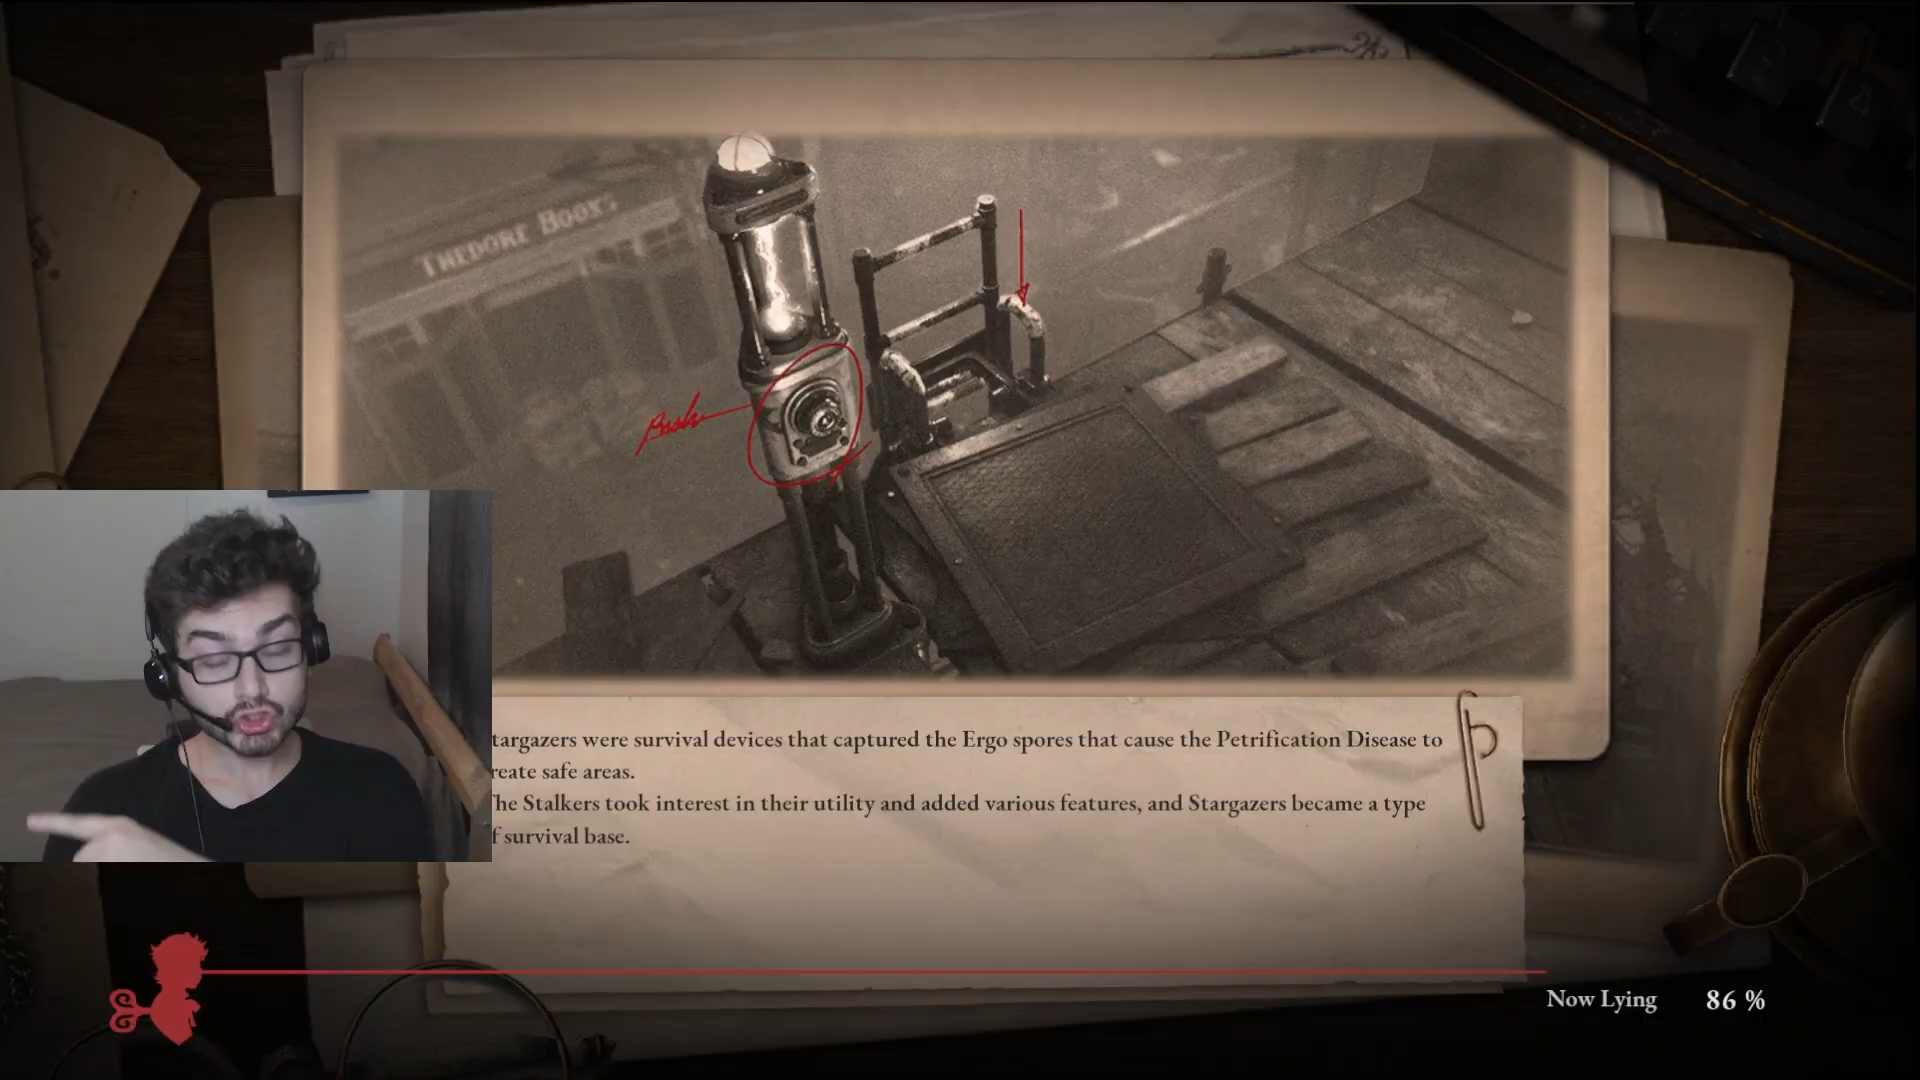 THEDORE BOOK
Push
targazers were survival devices that captured the Ergo spores that cause the Petrification Disease to
reate safe areas.
The Stalkers took interest in their utility and added various features, and Stargazers became a type
f survival base.
Now Lying 86 %